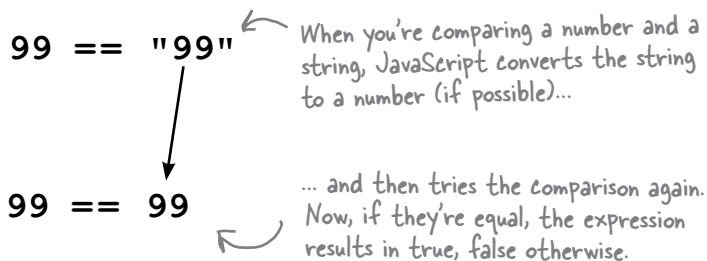 99 == "99"
When you're comparing a number and a
string, JavaScript converts the string
to a number (if possible)...
99 == 99
... and then tries the comparison again.
Now, if they're equal, the expression
results in true, false otherwise.